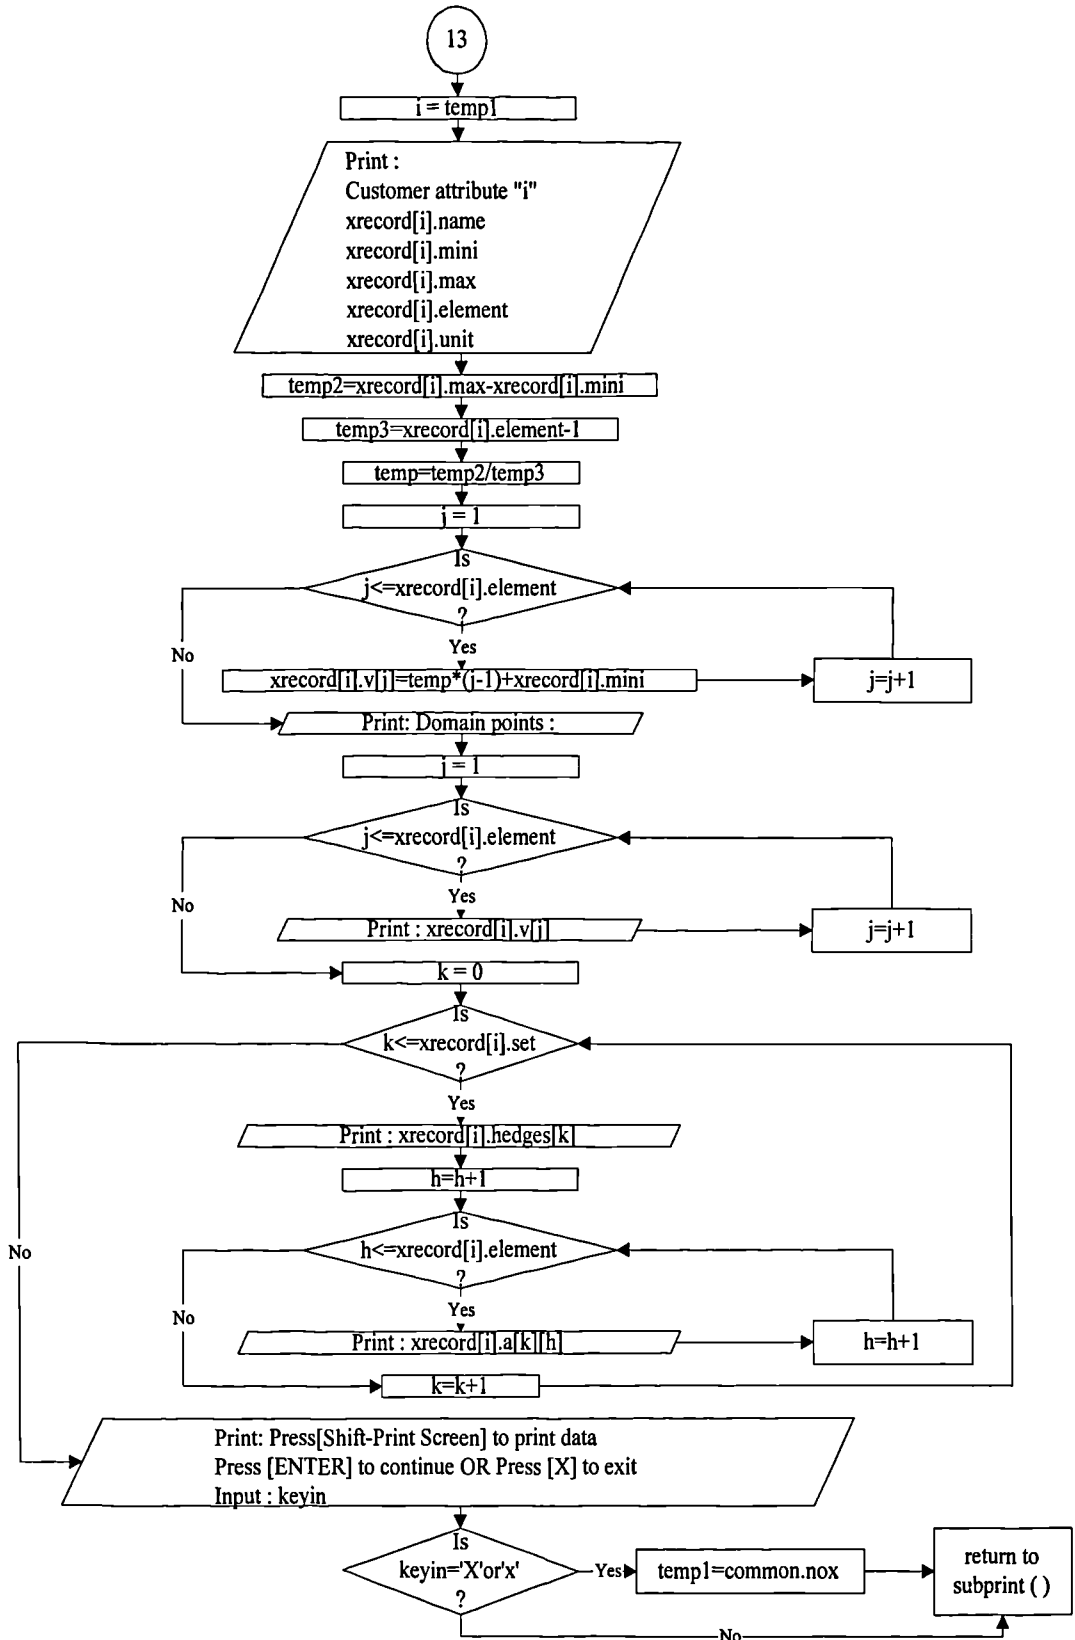 13
i = temp1
Print :
Customer attribute "i"
xrecord[i].name
xrecord[i].mini
xrecord[i].max
xrecord[i].element
xrecord[i].unit
temp2=xrecord[i].max-xrecord[i].mini
temp3=xrecord[i].element-1
temp=temp2/temp3
j = 1
Is
j<=xrecord[i].element
?
Yes
No
xrecord[i].v[j]=temp*(j-1)+xrecord[i].mini
j=j+1
Print: Domain points :
j = 1
Is
j<=xrecord[i].element
?
Yes
No
Print : xrecord[i].v[j]
j=j+1
k = 0
Is
k<=xrecord[i].set
?
Yes
Print : xrecord[i].hedges[k]
h=h+1
Is
No
h<=xrecord[i].element
?
Yes
No
Print : xrecord[i].a[k][h]
h=h+1
k=k+1
Print: Press[Shift-Print Screen] to print data
Press [ENTER] to continue OR Press [X] to exit
Input : keyin
Is
keyin='X'or'x'
?
Yes
temp1=common.nox
return to
subprint ( )
No